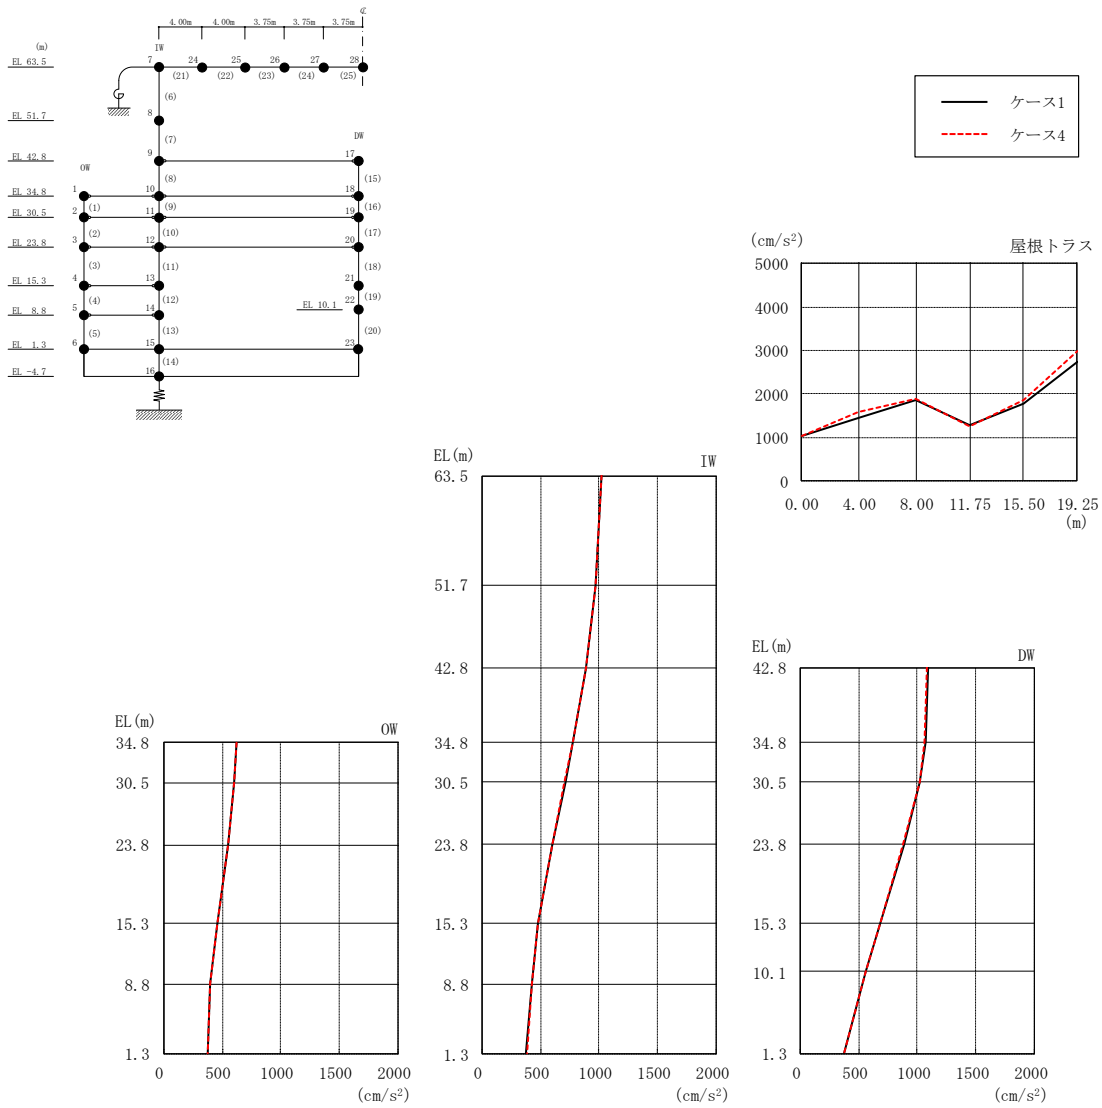 ℄
4.00m 4.00m 3.75m 3.75m 3.75m
(m)
IW
EL 63.5 7 24 25 26 27 28
(21) (22) (23) (24) (25)
(6)
EL 51.7 8
(7)
DW
EL 42.8 9 17
OW
(8) (15)
EL 34.8 1 10 18
(1) (9) (16)
EL 30.5 2 11 19
(2) (10) (17)
EL 23.8 3 12 20
(3) (11) (18)
EL 15.3 4 13 21
(4) (12) (19)
EL 10.1 22
EL 8.8 5 14
(5) (13) (20)
EL 1.3 6 15 23
(14)
EL -4.7 16
ケース1
ケース4
(cm/s²) 屋根トラス
5000
4000
3000
2000
1000
0
0.00 4.00 8.00 11.75 15.50 19.25
(m)
EL(m) IW
63.5
51.7
42.8
34.8
30.5
23.8
15.3
8.8
1.3
0 500 1000 1500 2000
(cm/s²)
EL(m) OW
34.8
30.5
23.8
15.3
8.8
1.3
0 500 1000 1500 2000
(cm/s²)
EL(m) DW
42.8
34.8
30.5
23.8
15.3
10.1
1.3
0 500 1000 1500 2000
(cm/s²)